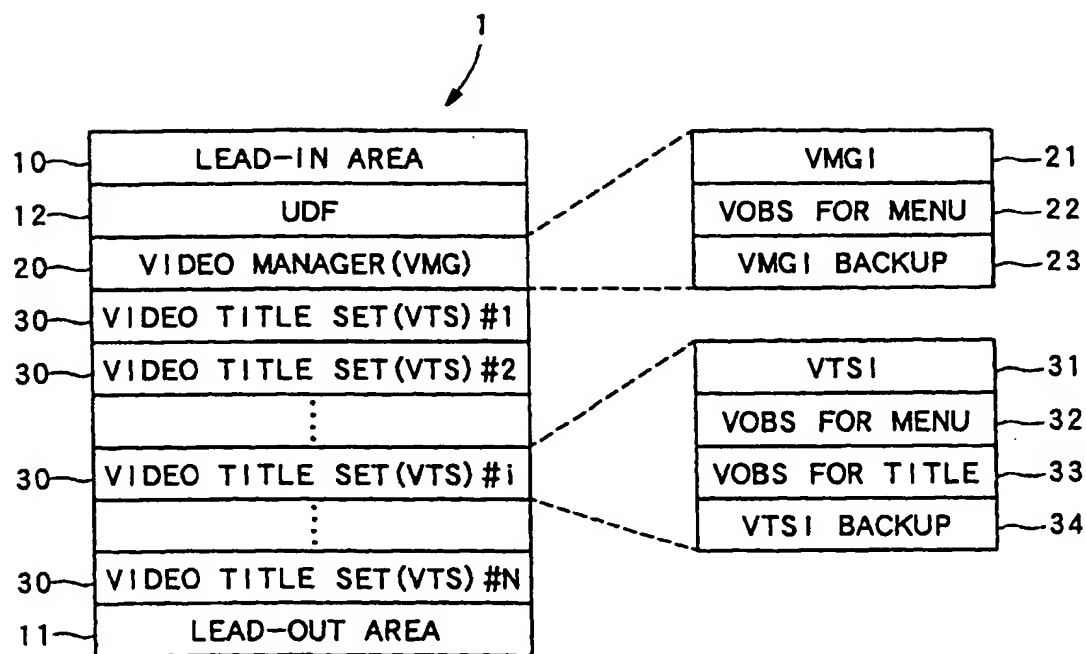 1
10 LEAD-IN AREA
12 UDF
20 VIDEO MANAGER(VMG)
30 VIDEO TITLE SET(VTS)#1
30 VIDEO TITLE SET(VTS)#2
30 VIDEO TITLE SET(VTS)#i
30 VIDEO TITLE SET(VTS)#N
11 LEAD-OUT AREA
VMGI 21
VOBS FOR MENU 22
VMGI BACKUP 23
VTSI 31
VOBS FOR MENU 32
VOBS FOR TITLE 33
VTSI BACKUP 34